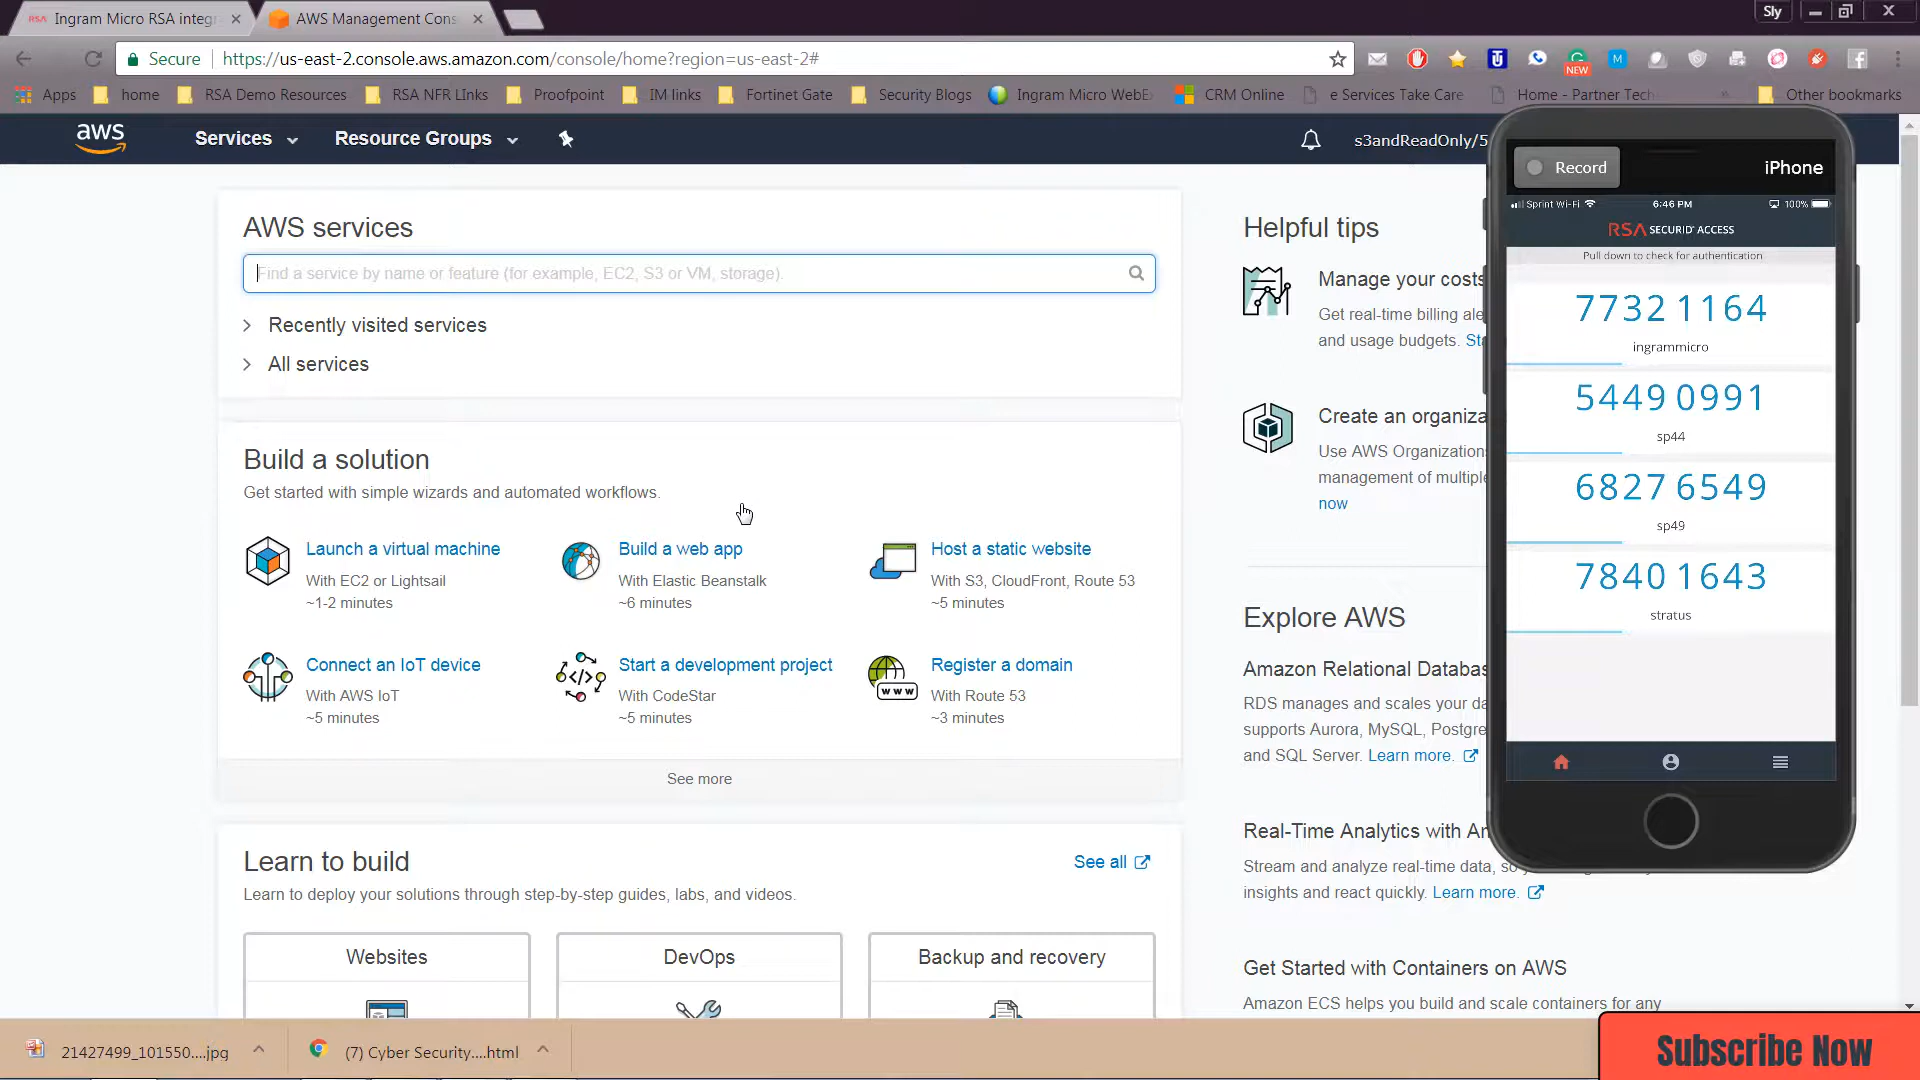 RSA Ingram Micro RSA integr
AWS Management Cons
Sly
Secure https://us-east-2.console.aws.amazon.com/console/home?region=us-east-2#
NEW
Apps home RSA Demo Resources RSA NFR LInks Proofpoint IM links Fortinet Gate Security Blogs Ingram Micro WebEx CRM Online e Services Take Care Home - Partner Tech Other bookmarks
aws Services Resource Groups s3andReadOnly/5
AWS services
Find a service by name or feature (for example, EC2, S3 or VM, storage).
Recently visited services
All services
Build a solution
Get started with simple wizards and automated workflows.
Launch a virtual machine
With EC2 or Lightsail
~1-2 minutes
Build a web app
With Elastic Beanstalk
~6 minutes
Host a static website
With S3, CloudFront, Route 53
~5 minutes
Connect an IoT device
With AWS IoT
~5 minutes
Start a development project
With CodeStar
~5 minutes
Register a domain
With Route 53
~3 minutes
www
See more
Learn to build
See all
Learn to deploy your solutions through step-by-step guides, labs, and videos.
Websites
DevOps
Backup and recovery
Helpful tips
Manage your costs
Get real-time billing ale
and usage budgets. Sta
Create an organiza
Use AWS Organizations
management of multiple
now
Explore AWS
Amazon Relational Databas
RDS manages and scales your da
supports Aurora, MySQL, Postgre
and SQL Server. Learn more.
Real-Time Analytics with Am
Stream and analyze real-time data, so
insights and react quickly. Learn more.
Get Started with Containers on AWS
Amazon ECS helps you build and scale containers for any
Record iPhone
Sprint Wi-Fi 6:46 PM 100%
RSA SECURID ACCESS
Pull down to check for authentication
7732 1164
ingrammicro
5449 0991
sp44
6827 6549
sp49
7840 1643
stratus
21427499_101550....jpg
(7) Cyber Security....html
Subscribe Now